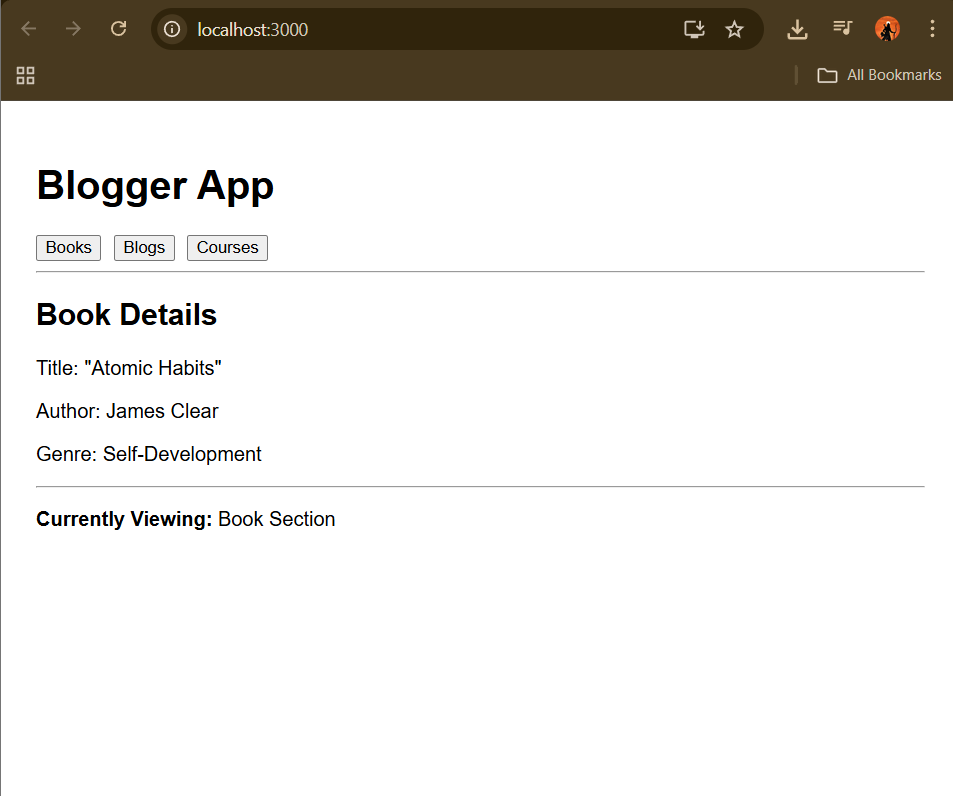 localhost:3000
All Bookmarks
Blogger App
Books Blogs Courses
Book Details
Title: "Atomic Habits"
Author: James Clear
Genre: Self-Development
Currently Viewing: Book Section